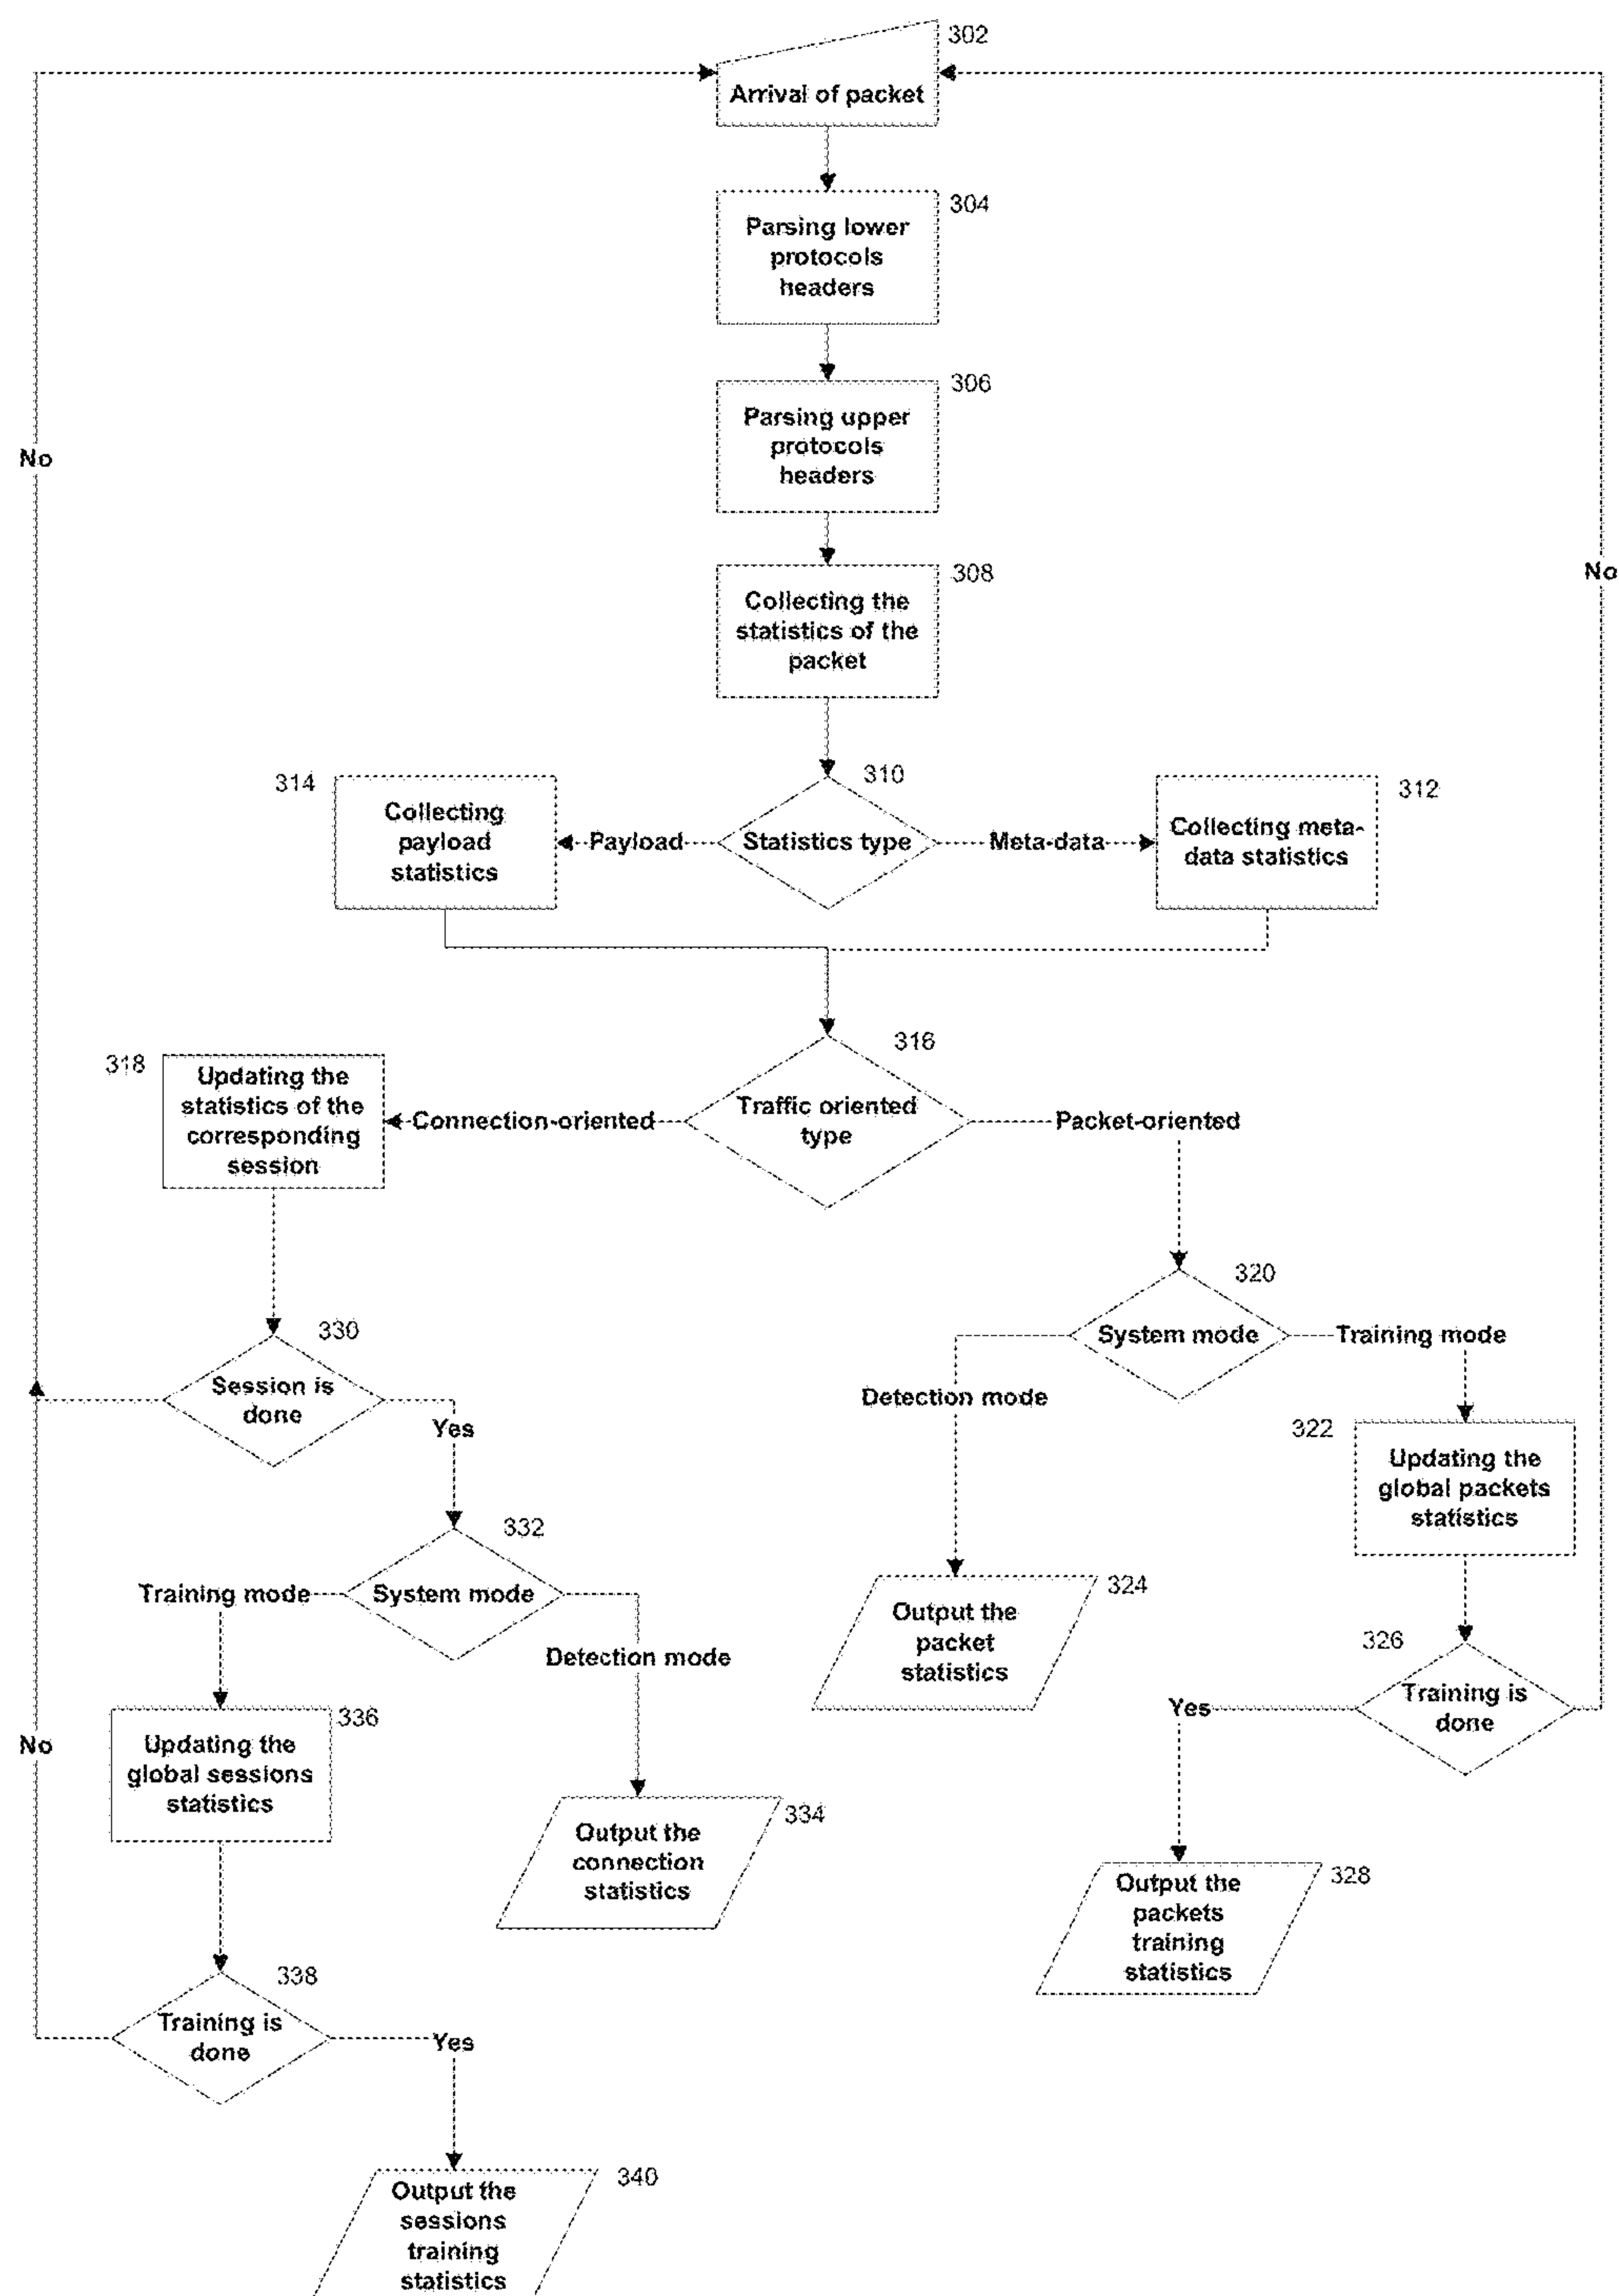 302
Arrival of packet
304
Parsing lower
protocols
headers
306
Parsing upper
protocols
headers
No
308
Collecting the
statistics of the
packet
No
314
Collecting
payload
statistics
Payload
310
Statistics type
Meta-data
312
Collecting meta-
data statistics
316
Traffic oriented
type
318
Updating the
statistics of the
corresponding
session
Connection-oriented
Packet-oriented
320
System mode
Training mode
Detection mode
330
Session is
done
Yes
322
Updating the
global packets
statistics
332
System mode
Training mode
Detection mode
324
Output the
packet
statistics
326
Training is
done
Yes
336
Updating the
global sessions
statistics
No
334
Output the
connection
statistics
328
Output the
packets
training
statistics
338
Training is
done
Yes
340
Output the
sessions
training
statistics